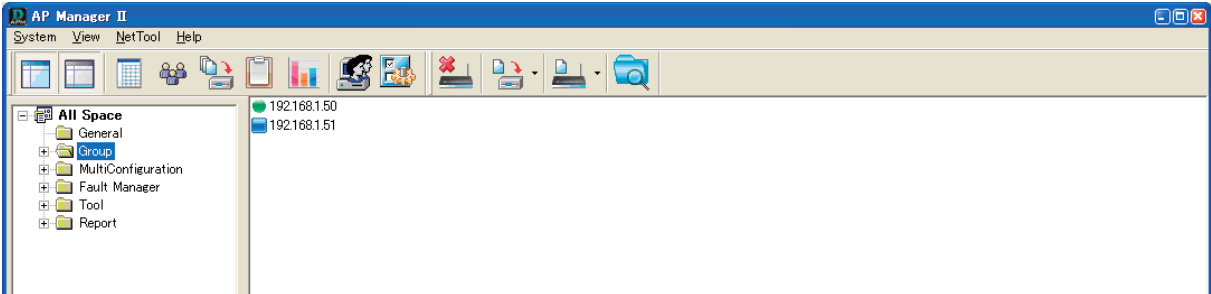 AP Manager II
System View NetTool Help
All Space
General
Group
MultiConfiguration
Fault Manager
Tool
Report
192.168.1.50
192.168.1.51